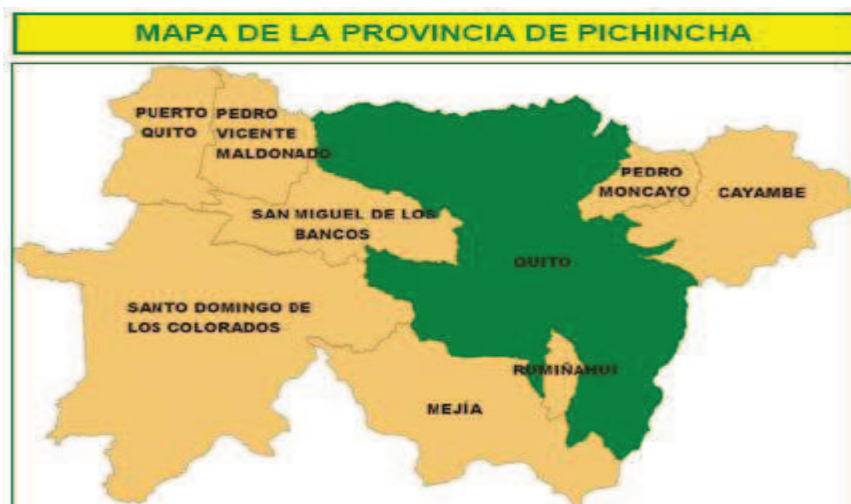 MAPA DE LA PROVINCIA DE PICHINCHA
PUERTO
QUITO
PEDRO
VICENTE
MALDONADO
PEDRO
MONCAYO
CAYAMBE
SAN MIGUEL DE LOS
BANCOS
QUITO
SANTO DOMINGO DE
LOS COLORADOS
RUMIÑAHUI
MEJÍA